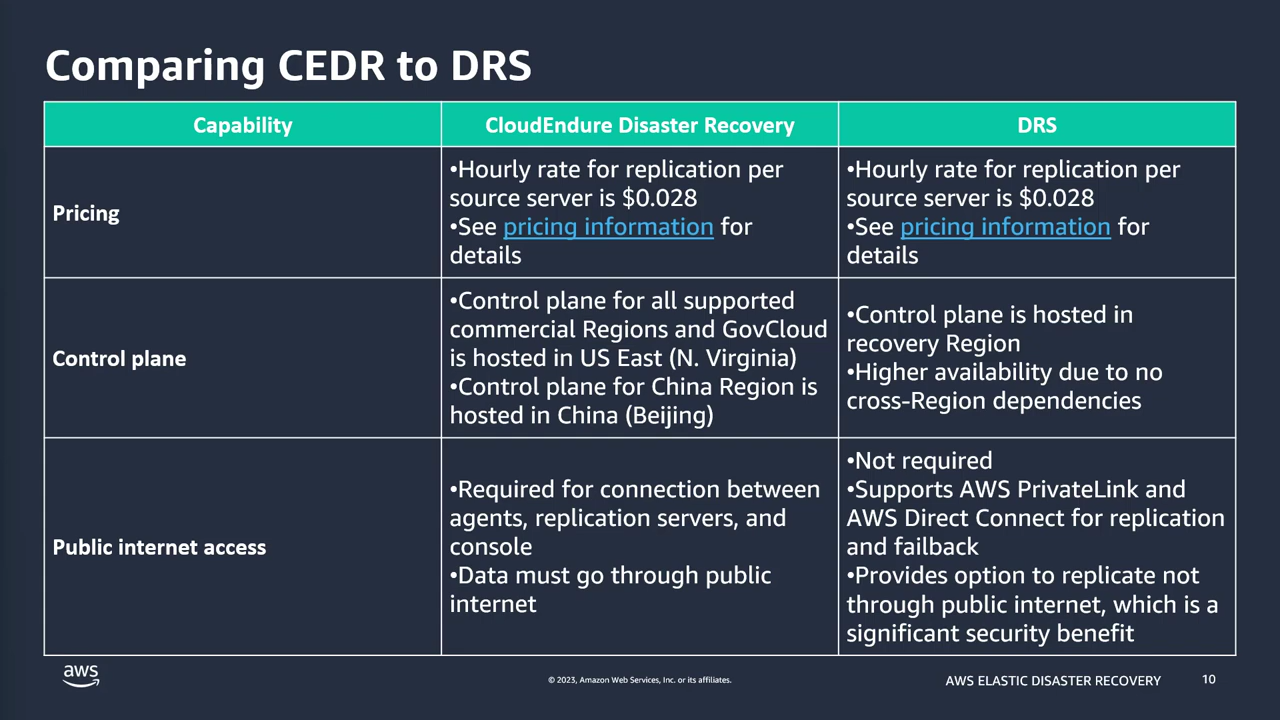 Comparing CEDR to DRS
Capability
CloudEndure Disaster Recovery
DRS
Pricing
•Hourly rate for replication per
source server is $0.028
•See pricing information for
details
•Hourly rate for replication per
source server is $0.028
•See pricing information for
details
Control plane
•Control plane for all supported
commercial Regions and GovCloud
is hosted in US East (N. Virginia)
•Control plane for China Region is
hosted in China (Beijing)
•Control plane is hosted in
recovery Region
•Higher availability due to no
cross-Region dependencies
Public internet access
•Required for connection between
agents, replication servers, and
console
•Data must go through public
internet
•Not required
•Supports AWS PrivateLink and
AWS Direct Connect for replication
and failback
•Provides option to replicate not
through public internet, which is a
significant security benefit
aws
© 2023, Amazon Web Services, Inc. or its affiliates.
AWS ELASTIC DISASTER RECOVERY
10